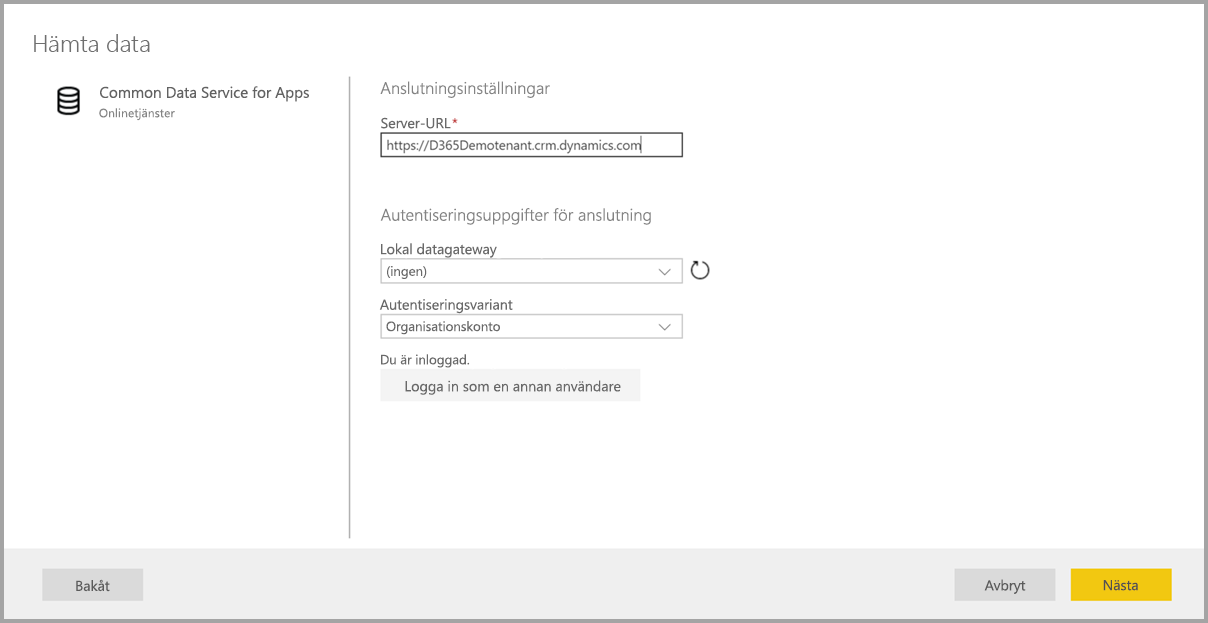 Hämta data
Common Data Service for Apps
Onlinetjänster
Anslutningsinställningar
Server-URL*
https://D365Demotenant.crm.dynamics.com
Autentiseringsuppgifter för anslutning
Lokal datagateway
(ingen)
Autentiseringsvariant
Organisationskonto
Du är inloggad.
Logga in som en annan användare
Bakåt
Avbryt
Nästa